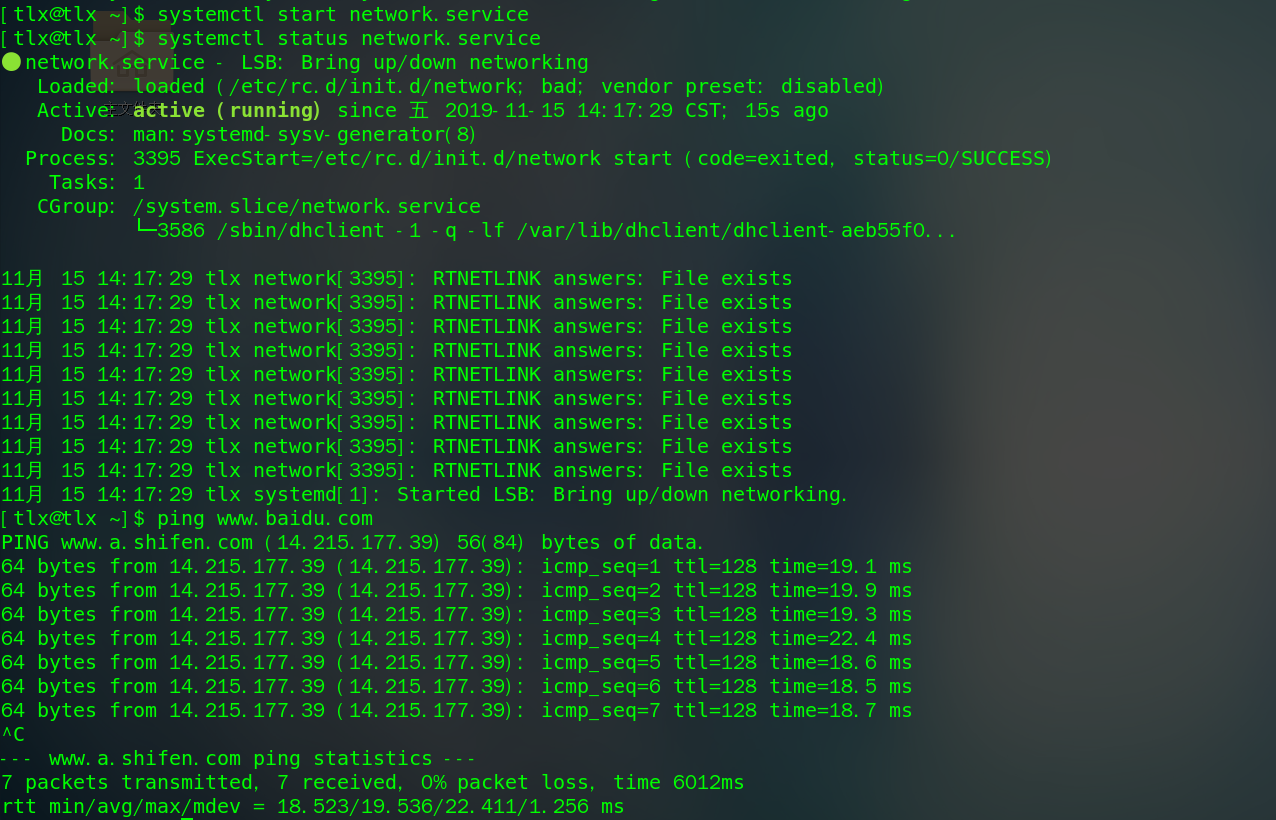 [tlx@tlx ~]$ systemctl start network.service
[tlx@tlx ~]$ systemctl status network.service
●network.service - LSB: Bring up/down networking
Loaded: loaded (/etc/rc.d/init.d/network; bad; vendor preset: disabled)
Active: active (running) since 五 2019-11-15 14:17:29 CST; 15s ago
Docs: man:systemd-sysv-generator(8)
Process: 3395 ExecStart=/etc/rc.d/init.d/network start (code=exited, status=0/SUCCESS)
Tasks: 1
CGroup: /system.slice/network.service
└─3586 /sbin/dhclient -1 -q -lf /var/lib/dhclient/dhclient-aeb55f0...
11月 15 14:17:29 tlx network[3395]: RTNETLINK answers: File exists
11月 15 14:17:29 tlx network[3395]: RTNETLINK answers: File exists
11月 15 14:17:29 tlx network[3395]: RTNETLINK answers: File exists
11月 15 14:17:29 tlx network[3395]: RTNETLINK answers: File exists
11月 15 14:17:29 tlx network[3395]: RTNETLINK answers: File exists
11月 15 14:17:29 tlx network[3395]: RTNETLINK answers: File exists
11月 15 14:17:29 tlx network[3395]: RTNETLINK answers: File exists
11月 15 14:17:29 tlx network[3395]: RTNETLINK answers: File exists
11月 15 14:17:29 tlx network[3395]: RTNETLINK answers: File exists
11月 15 14:17:29 tlx systemd[1]: Started LSB: Bring up/down networking.
[tlx@tlx ~]$ ping www.baidu.com
PING www.a.shifen.com (14.215.177.39) 56(84) bytes of data.
64 bytes from 14.215.177.39 (14.215.177.39): icmp_seq=1 ttl=128 time=19.1 ms
64 bytes from 14.215.177.39 (14.215.177.39): icmp_seq=2 ttl=128 time=19.9 ms
64 bytes from 14.215.177.39 (14.215.177.39): icmp_seq=3 ttl=128 time=19.3 ms
64 bytes from 14.215.177.39 (14.215.177.39): icmp_seq=4 ttl=128 time=22.4 ms
64 bytes from 14.215.177.39 (14.215.177.39): icmp_seq=5 ttl=128 time=18.6 ms
64 bytes from 14.215.177.39 (14.215.177.39): icmp_seq=6 ttl=128 time=18.5 ms
64 bytes from 14.215.177.39 (14.215.177.39): icmp_seq=7 ttl=128 time=18.7 ms
^C
--- www.a.shifen.com ping statistics ---
7 packets transmitted, 7 received, 0% packet loss, time 6012ms
rtt min/avg/max/mdev = 18.523/19.536/22.411/1.256 ms